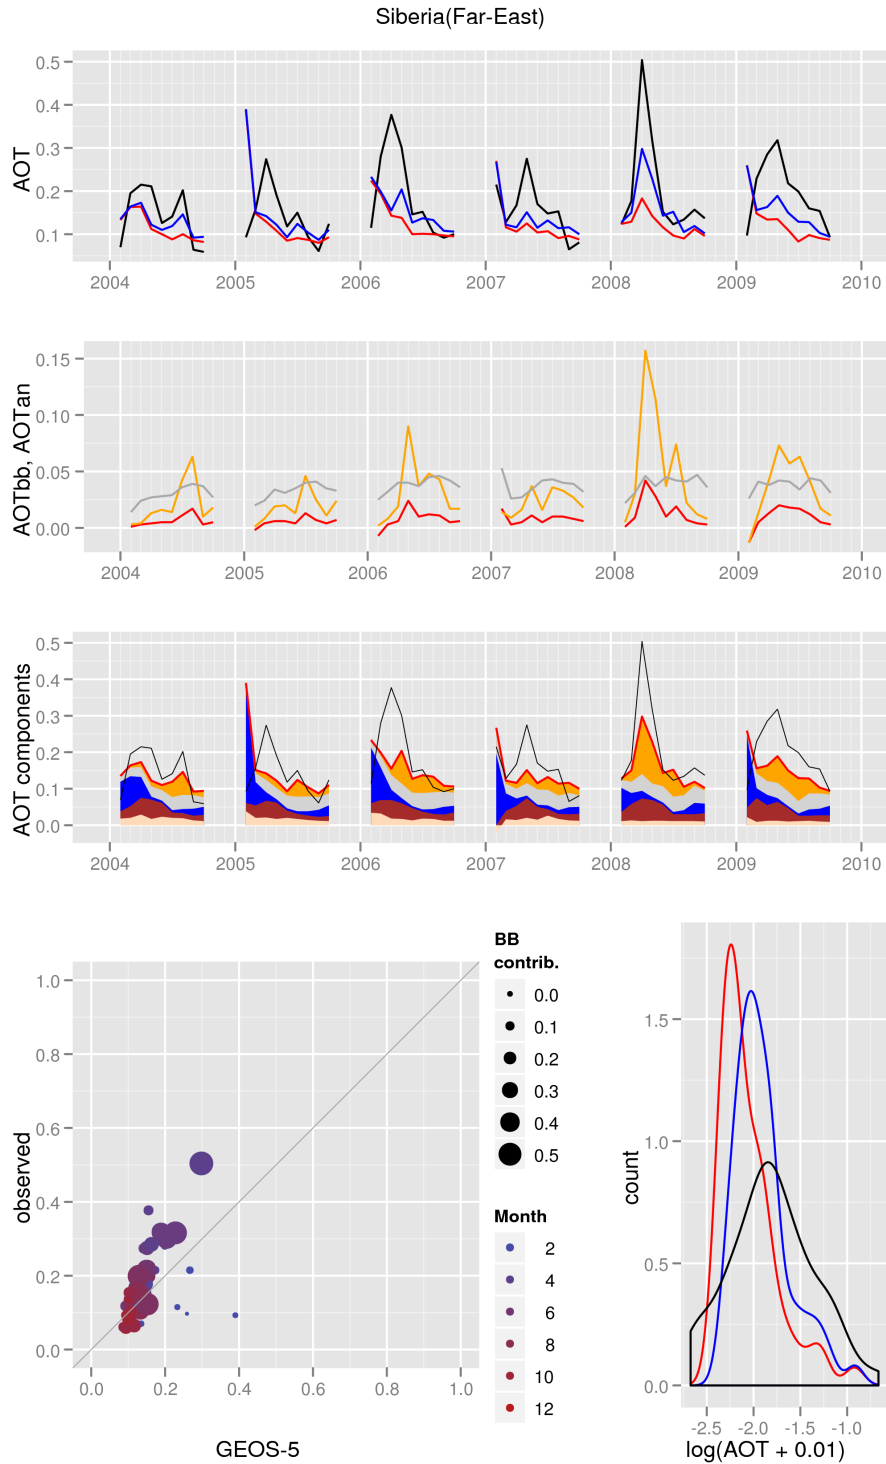 Siberia(Far-East)
AOT
0.5
0.4
0.3
0.2
0.1
2004 2005 2006 2007 2008 2009 2010
AOTbb, AOTan
0.15
0.10
0.05
0.00
2004 2005 2006 2007 2008 2009 2010
AOT components
0.5
0.4
0.3
0.2
0.1
0.0
2004 2005 2006 2007 2008 2009 2010
observed
1.0
0.8
0.6
0.4
0.2
0.0
0.0 0.2 0.4 0.6 0.8 1.0
GEOS-5
BB
contrib.
0.0
0.1
0.2
0.3
0.4
0.5
Month
2
4
6
8
10
12
count
1.5
1.0
0.5
0.0
-2.5 -2.0 -1.5 -1.0
log(AOT + 0.01)